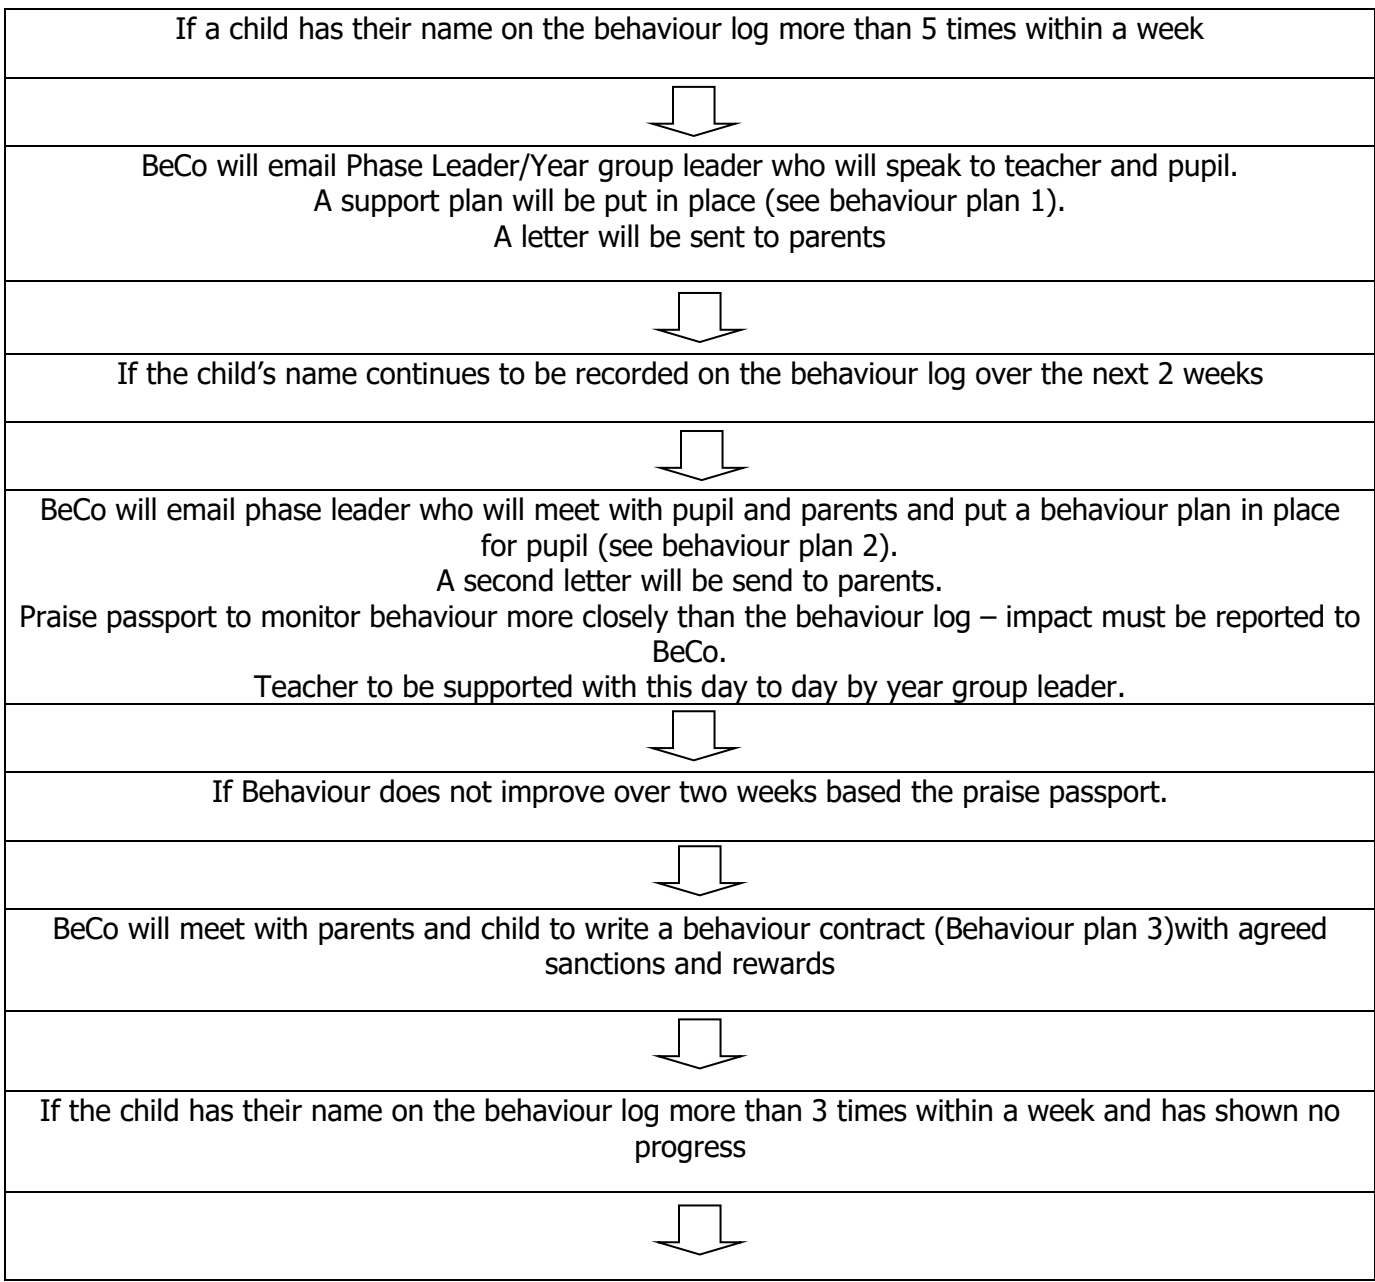 If a child has their name on the behaviour log more than 5 times within a week
BeCo will email Phase Leader/Year group leader who will speak to teacher and pupil.
A support plan will be put in place (see behaviour plan 1).
A letter will be sent to parents
If the child’s name continues to be recorded on the behaviour log over the next 2 weeks
BeCo will email phase leader who will meet with pupil and parents and put a behaviour plan in place
for pupil (see behaviour plan 2).
A second letter will be send to parents.
Praise passport to monitor behaviour more closely than the behaviour log – impact must be reported to
BeCo.
Teacher to be supported with this day to day by year group leader.
If Behaviour does not improve over two weeks based the praise passport.
BeCo will meet with parents and child to write a behaviour contract (Behaviour plan 3)with agreed
sanctions and rewards
If the child has their name on the behaviour log more than 3 times within a week and has shown no
progress